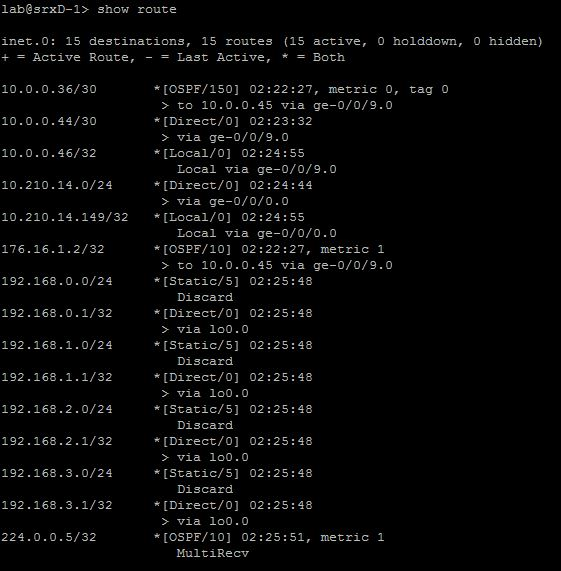 lab@srxD-1> show route
inet.0: 15 destinations, 15 routes (15 active, 0 holddown, 0 hidden)
+ = Active Route, - = Last Active, * = Both
10.0.0.36/30       *[OSPF/150] 02:22:27, metric 0, tag 0
                    > to 10.0.0.45 via ge-0/0/9.0
10.0.0.44/30       *[Direct/0] 02:23:32
                    > via ge-0/0/9.0
10.0.0.46/32       *[Local/0] 02:24:55
                      Local via ge-0/0/9.0
10.210.14.0/24     *[Direct/0] 02:24:44
                    > via ge-0/0/0.0
10.210.14.149/32   *[Local/0] 02:24:55
                      Local via ge-0/0/0.0
176.16.1.2/32      *[OSPF/10] 02:22:27, metric 1
                    > to 10.0.0.45 via ge-0/0/9.0
192.168.0.0/24     *[Static/5] 02:25:48
                      Discard
192.168.0.1/32     *[Direct/0] 02:25:48
                    > via lo0.0
192.168.1.0/24     *[Static/5] 02:25:48
                      Discard
192.168.1.1/32     *[Direct/0] 02:25:48
                    > via lo0.0
192.168.2.0/24     *[Static/5] 02:25:48
                      Discard
192.168.2.1/32     *[Direct/0] 02:25:48
                    > via lo0.0
192.168.3.0/24     *[Static/5] 02:25:48
                      Discard
192.168.3.1/32     *[Direct/0] 02:25:48
                    > via lo0.0
224.0.0.5/32       *[OSPF/10] 02:25:51, metric 1
                      MultiRecv